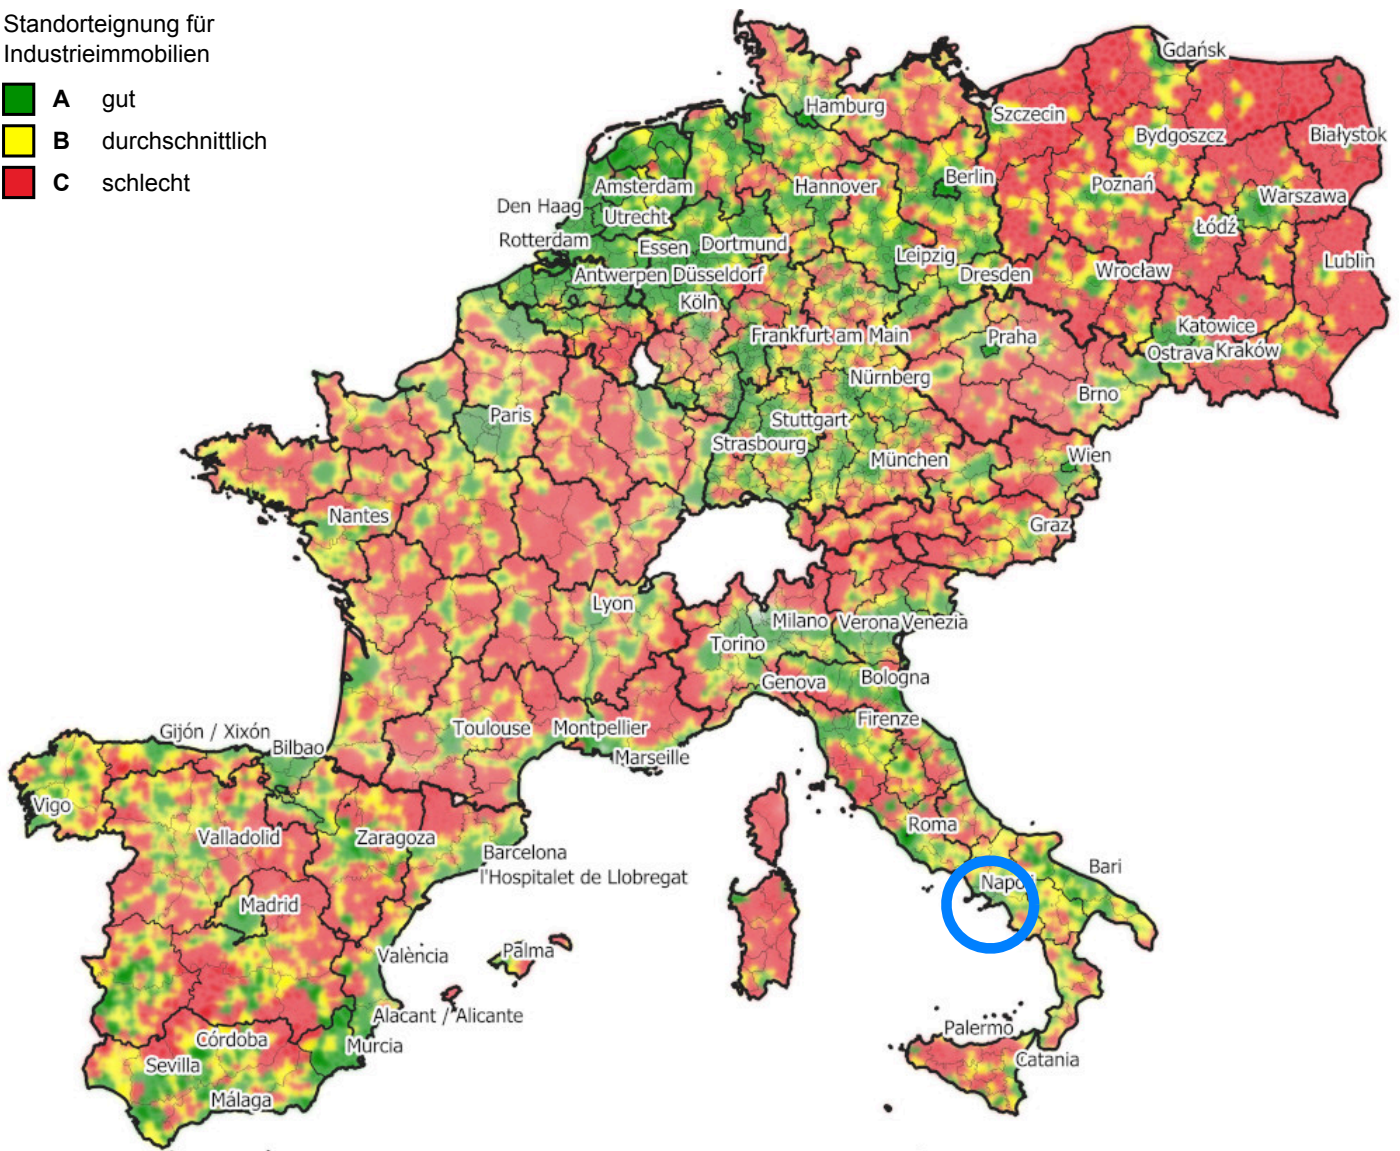 Standorteignung für
Industrieimmobilien
A gut
B durchschnittlich
C schlecht
Gdańsk
Hamburg
Szczecin
Bydgoszcz
Białystok
Amsterdam
Hannover
Berlin
Poznań
Warszawa
Den Haag
Utrecht
Łódź
Rotterdam
Essen
Dortmund
Leipzig
Lublin
Antwerpen
Düsseldorf
Dresden
Wrocław
Köln
Katowice
Frankfurt am Main
Praha
Ostrava
Kraków
Nürnberg
Brno
Paris
Stuttgart
Strasbourg
München
Wien
Nantes
Graz
Lyon
Milano
Verona
Venezia
Torino
Genova
Bologna
Firenze
Gijón / Xixón
Bilbao
Toulouse
Montpellier
Marseille
Vigo
Valladolid
Zaragoza
Roma
Barcelona
l'Hospitalet de Llobregat
Bari
Napoli
Madrid
València
Palma
Alacant / Alicante
Palermo
Córdoba
Murcia
Catania
Sevilla
Málaga